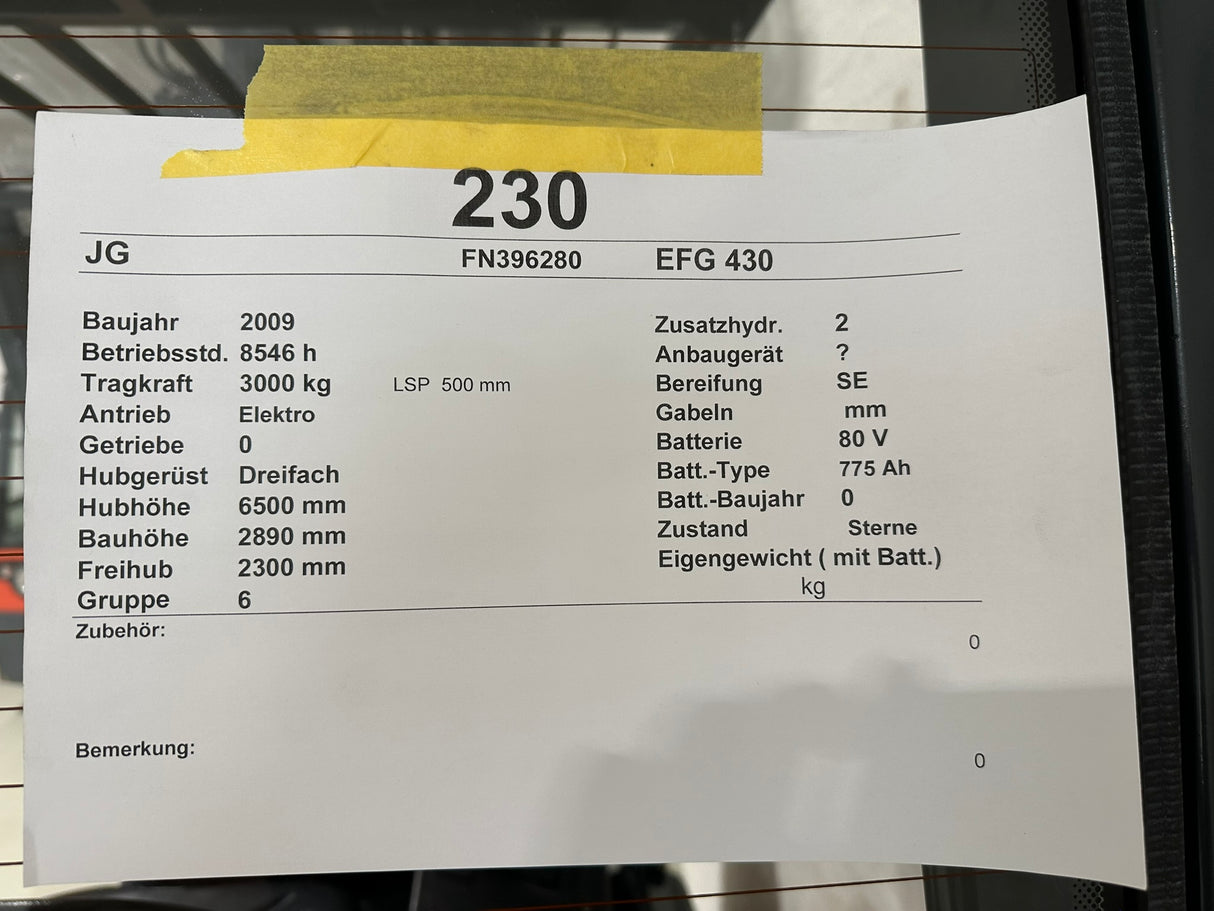 230
JG FN396280 EFG 430
Baujahr 2009
Betriebsstd. 8546 h
Tragkraft 3000 kg LSP 500 mm
Antrieb Elektro
Getriebe 0
Hubgerüst Dreifach
Hubhöhe 6500 mm
Bauhöhe 2890 mm
Freihub 2300 mm
Gruppe 6
Zusatzhydr. 2
Anbaugerät ?
Bereifung SE
Gabeln mm
Batterie 80 V
Batt.-Type 775 Ah
Batt.-Baujahr 0
Zustand Sterne
Eigengewicht ( mit Batt.)
kg
Zubehör:
0
Bemerkung:
0